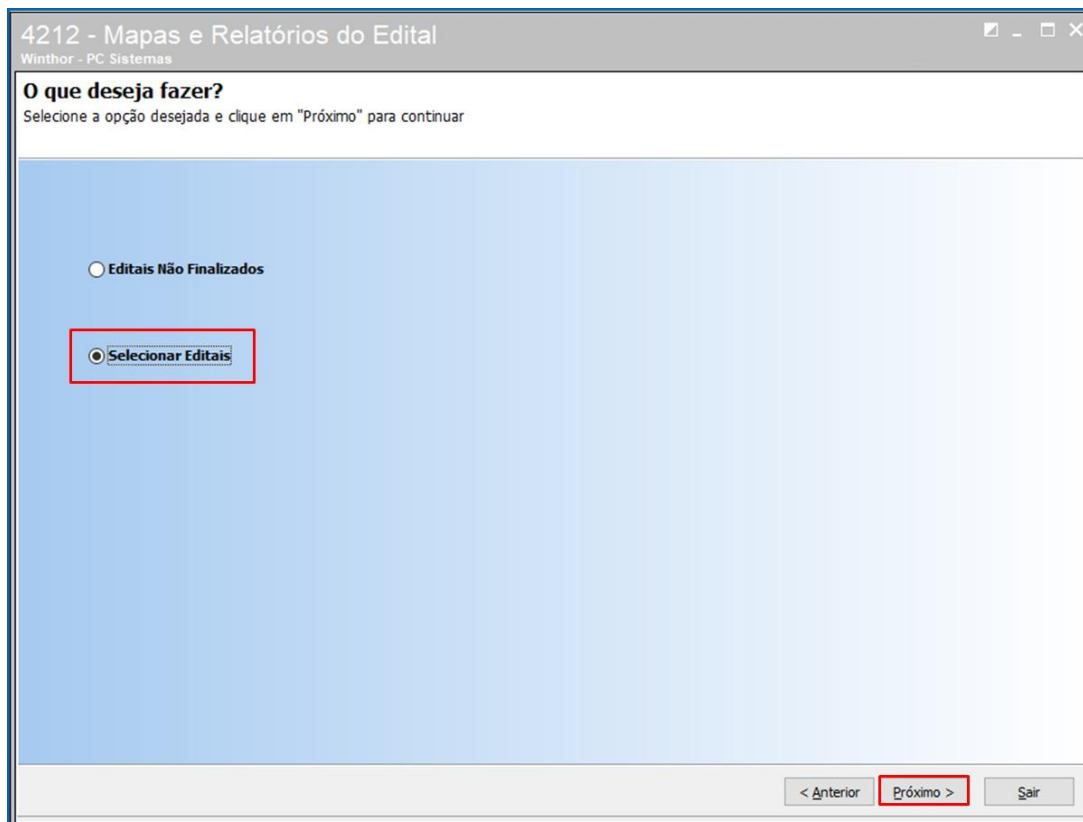 4212 - Mapas e Relatórios do Edital
Winthor - PC Sistemas
O que deseja fazer?
Selecione a opção desejada e clique em "Próximo" para continuar
Editais Não Finalizados
Selecionar Editais
< Anterior Próximo > Sair